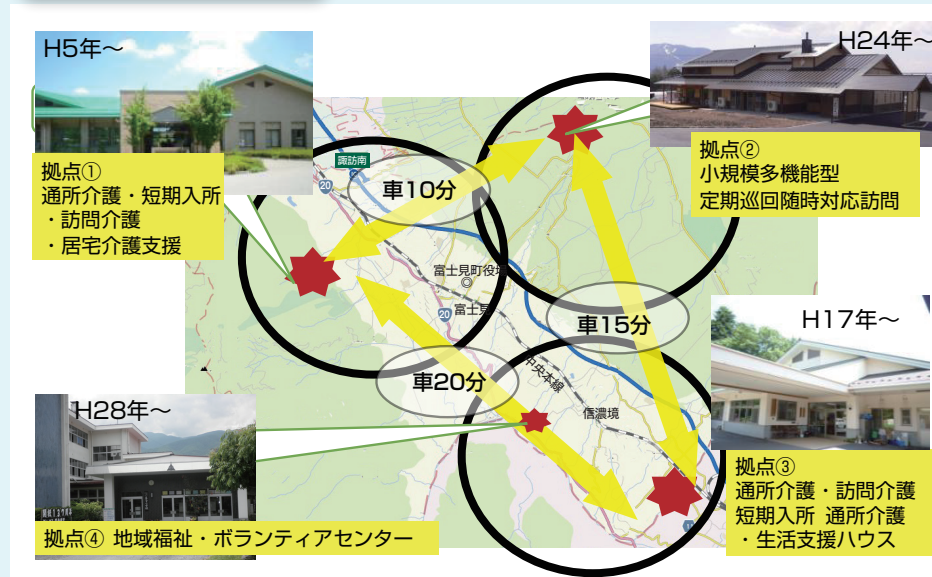 H5年～
拠点①
通所介護・短期入所
・訪問介護
・居宅介護支援
H24年～
拠点②
小規模多機能型
定期巡回随時対応訪問
諏訪南
20
車10分
富士見町役場
20
富士見
車15分
車20分
中央本線
信濃境
H17年～
拠点③
通所介護・訪問介護
短期入所 通所介護
・生活支援ハウス
H28年～
拠点④ 地域福祉・ボランティアセンター